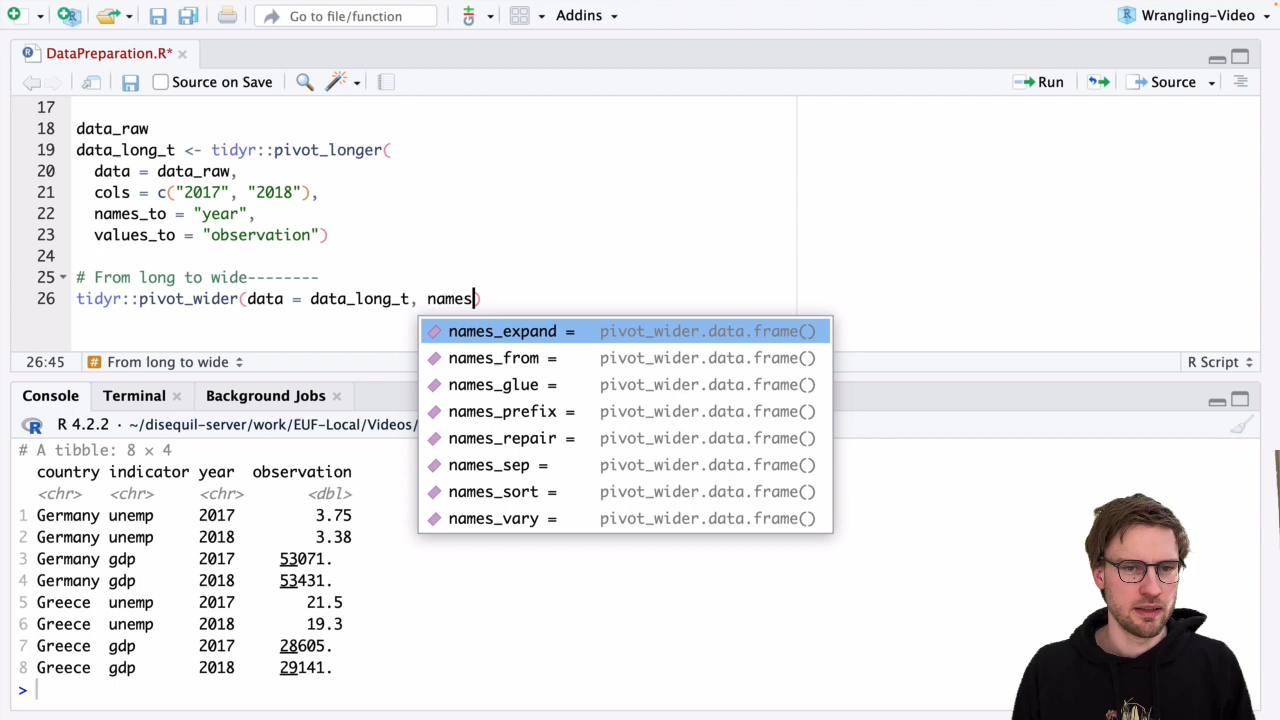 Go to file/function
Addins
Wrangling-Video
DataPreparation.R*
Source on Save
Run
Source
17
18 data_raw
19 data_long_t <- tidyr::pivot_longer(
20 data = data_raw,
21 cols = c("2017", "2018"),
22 names_to = "year",
23 values_to = "observation")
24
25 # From long to wide--------
26 tidyr::pivot_wider(data = data_long_t, names)
names_expand = pivot_wider.data.frame()
names_from = pivot_wider.data.frame()
names_glue = pivot_wider.data.frame()
names_prefix = pivot_wider.data.frame()
names_repair = pivot_wider.data.frame()
names_sep = pivot_wider.data.frame()
names_sort = pivot_wider.data.frame()
names_vary = pivot_wider.data.frame()
26:45 # From long to wide R Script
Console Terminal Background Jobs
R 4.2.2 · ~/disequil-server/work/EUF-Local/Videos/
# A tibble: 8 × 4
country indicator year observation
<chr> <chr> <chr> <dbl>
1 Germany unemp 2017 3.75
2 Germany unemp 2018 3.38
3 Germany gdp 2017 53071.
4 Germany gdp 2018 53431.
5 Greece unemp 2017 21.5
6 Greece unemp 2018 19.3
7 Greece gdp 2017 28605.
8 Greece gdp 2018 29141.
>